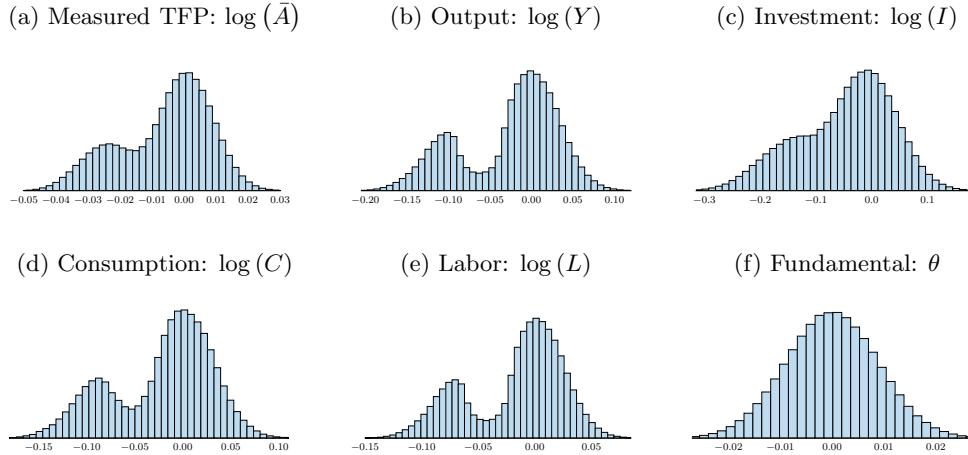 (a) Measured TFP: log (Ā) (b) Output: log (Y) (c) Investment: log (I)
−0.05 −0.04 −0.03 −0.02 −0.01 0.00 0.01 0.02 0.03 −0.20 −0.15 −0.10 −0.05 0.00 0.05 0.10 −0.3 −0.2 −0.1 0.0 0.1
(d) Consumption: log (C) (e) Labor: log (L) (f) Fundamental: θ
−0.15 −0.10 −0.05 0.00 0.05 0.10 −0.15 −0.10 −0.05 0.00 0.05 −0.02 −0.01 0.00 0.01 0.02